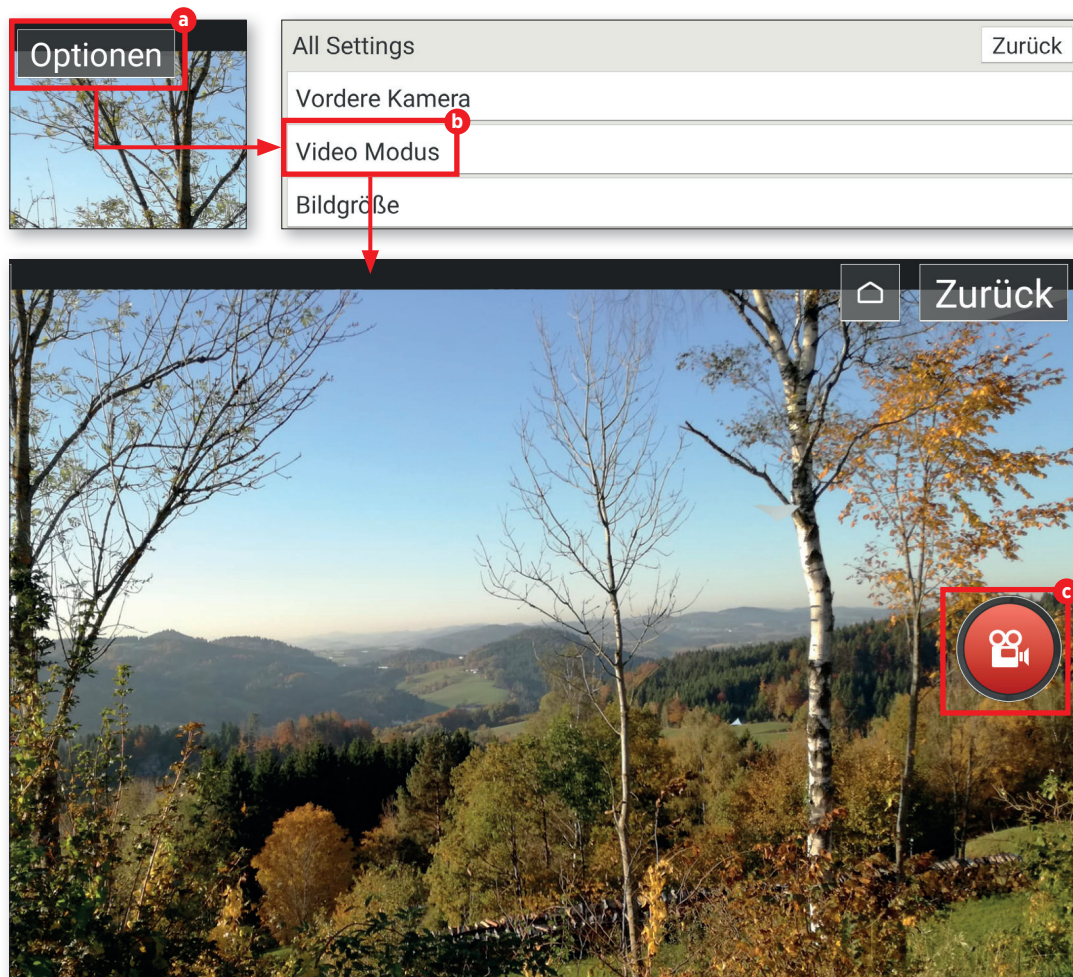 a
Optionen
All Settings
Zurück
Vordere Kamera
b
Video Modus
Bildgröße
Zurück
c